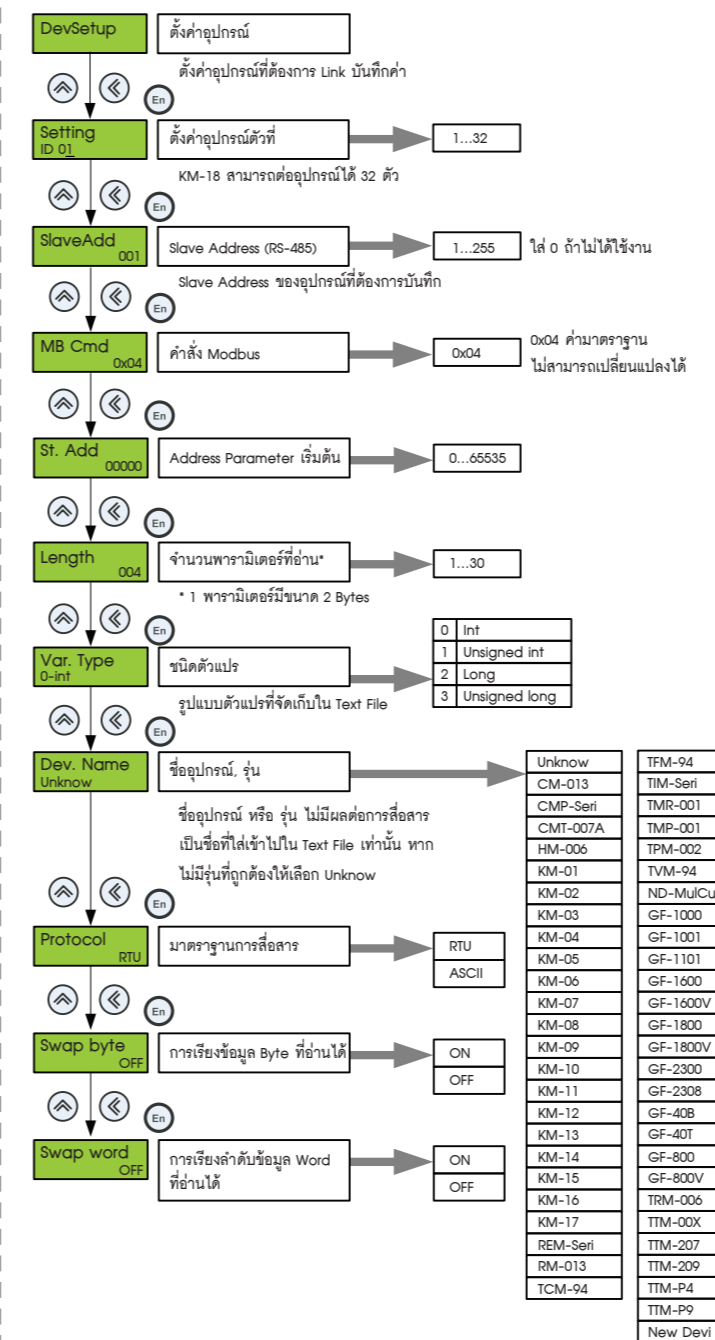 DevSetup
ตั้งค่าอุปกรณ์
ตั้งค่าอุปกรณ์ที่ต้องการ Link บันทึกค่า
En
Setting
ID 01
ตั้งค่าอุปกรณ์ตัวที่
1...32
KM-18 สามารถต่ออุปกรณ์ได้ 32 ตัว
En
SlaveAdd
001
Slave Address (RS-485)
1...255
ใส่ 0 ถ้าไม่ได้ใช้งาน
Slave Address ของอุปกรณ์ที่ต้องการบันทึก
En
MB Cmd
0x04
คำสั่ง Modbus
0x04
0x04 ค่ามาตราฐาน
ไม่สามารถเปลี่ยนแปลงได้
En
St. Add
00000
Address Parameter เริ่มต้น
0...65535
En
Length
004
จำนวนพารามิเตอร์ที่อ่าน*
1...30
* 1 พารามิเตอร์มีขนาด 2 Bytes
En
Var. Type
0-int
ชนิดตัวแปร
0 Int
1 Unsigned int
2 Long
3 Unsigned long
รูปแบบตัวแปรที่จัดเก็บใน Text File
En
Dev. Name
Unknow
ชื่ออุปกรณ์, รุ่น
ชื่ออุปกรณ์ หรือ รุ่น ไม่มีผลต่อการสื่อสาร
เป็นชื่อที่ใส่เข้าไปใน Text File เท่านั้น หาก
ไม่มีรุ่นที่ถูกต้องให้เลือก Unknow
En
Protocol
RTU
มาตราฐานการสื่อสาร
RTU
ASCII
En
Swap byte
OFF
การเรียงข้อมูล Byte ที่อ่านได้
ON
OFF
En
Swap word
OFF
การเรียงลำดับข้อมูล Word
ที่อ่านได้
ON
OFF
Unknow
CM-013
CMP-Seri
CMT-007A
HM-006
KM-01
KM-02
KM-03
KM-04
KM-05
KM-06
KM-07
KM-08
KM-09
KM-10
KM-11
KM-12
KM-13
KM-14
KM-15
KM-16
KM-17
REM-Seri
RM-013
TCM-94
TFM-94
TIM-Seri
TMR-001
TMP-001
TPM-002
TVM-94
ND-MulCu
GF-1000
GF-1001
GF-1101
GF-1600
GF-1600V
GF-1800
GF-1800V
GF-2300
GF-2308
GF-40B
GF-40T
GF-800
GF-800V
TRM-006
TTM-00X
TTM-207
TTM-209
TTM-P4
TTM-P9
New Devi